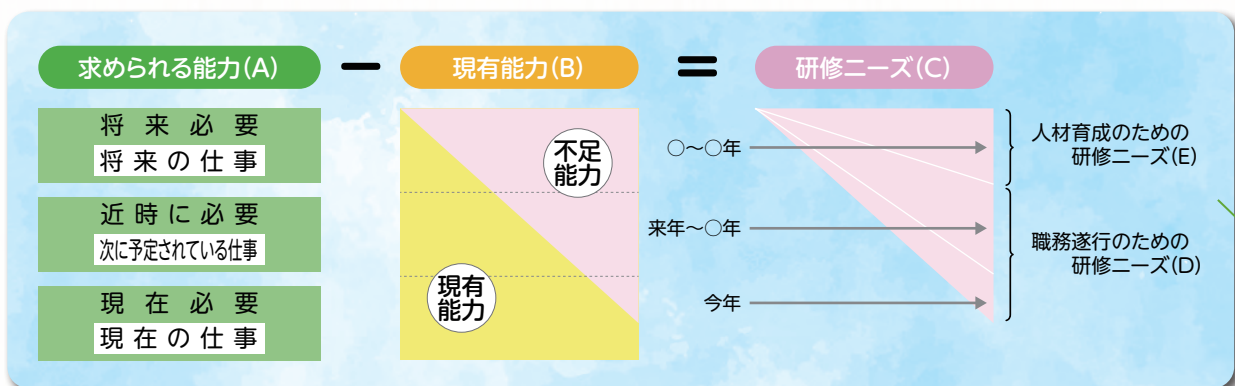 求められる能力(A)
ー
現有能力(B)
=
研修ニーズ(C)
将来必要
将来の仕事
近時に必要
次に予定されている仕事
現在必要
現在の仕事
不足
能力
現有
能力
○〜○年
来年〜○年
今年
人材育成のための
研修ニーズ(E)
職務遂行のための
研修ニーズ(D)